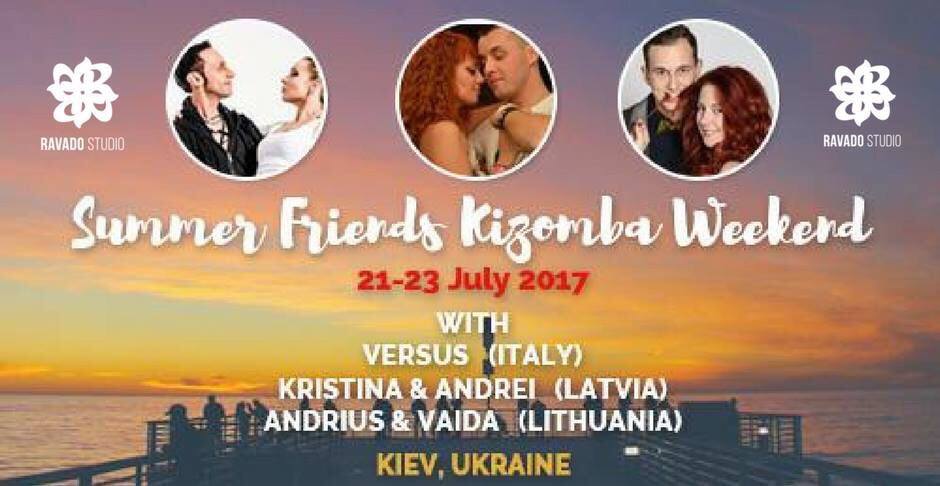 RAVADO STUDIO
RAVADO STUDIO
Summer Friends Kizomba Weekend
21-23 July 2017
WITH
VERSUS (ITALY)
KRISTINA & ANDREI (LATVIA)
ANDRIUS & VAIDA (LITHUANIA)
KIEV, UKRAINE